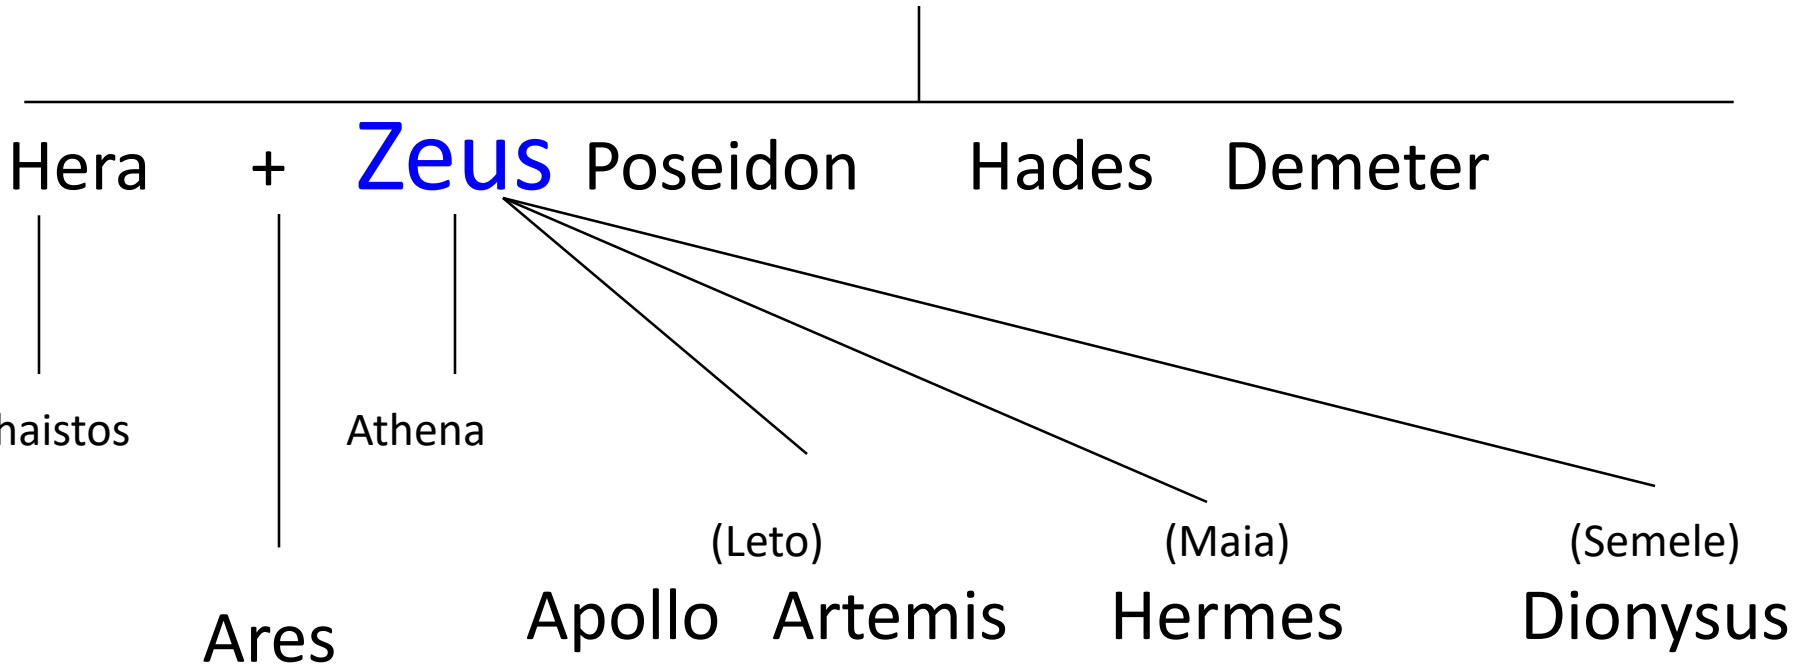 Hera + Zeus Poseidon Hades Demeter
haistos Athena
(Leto) (Maia) (Semele)
Apollo Artemis Hermes Dionysus
Ares